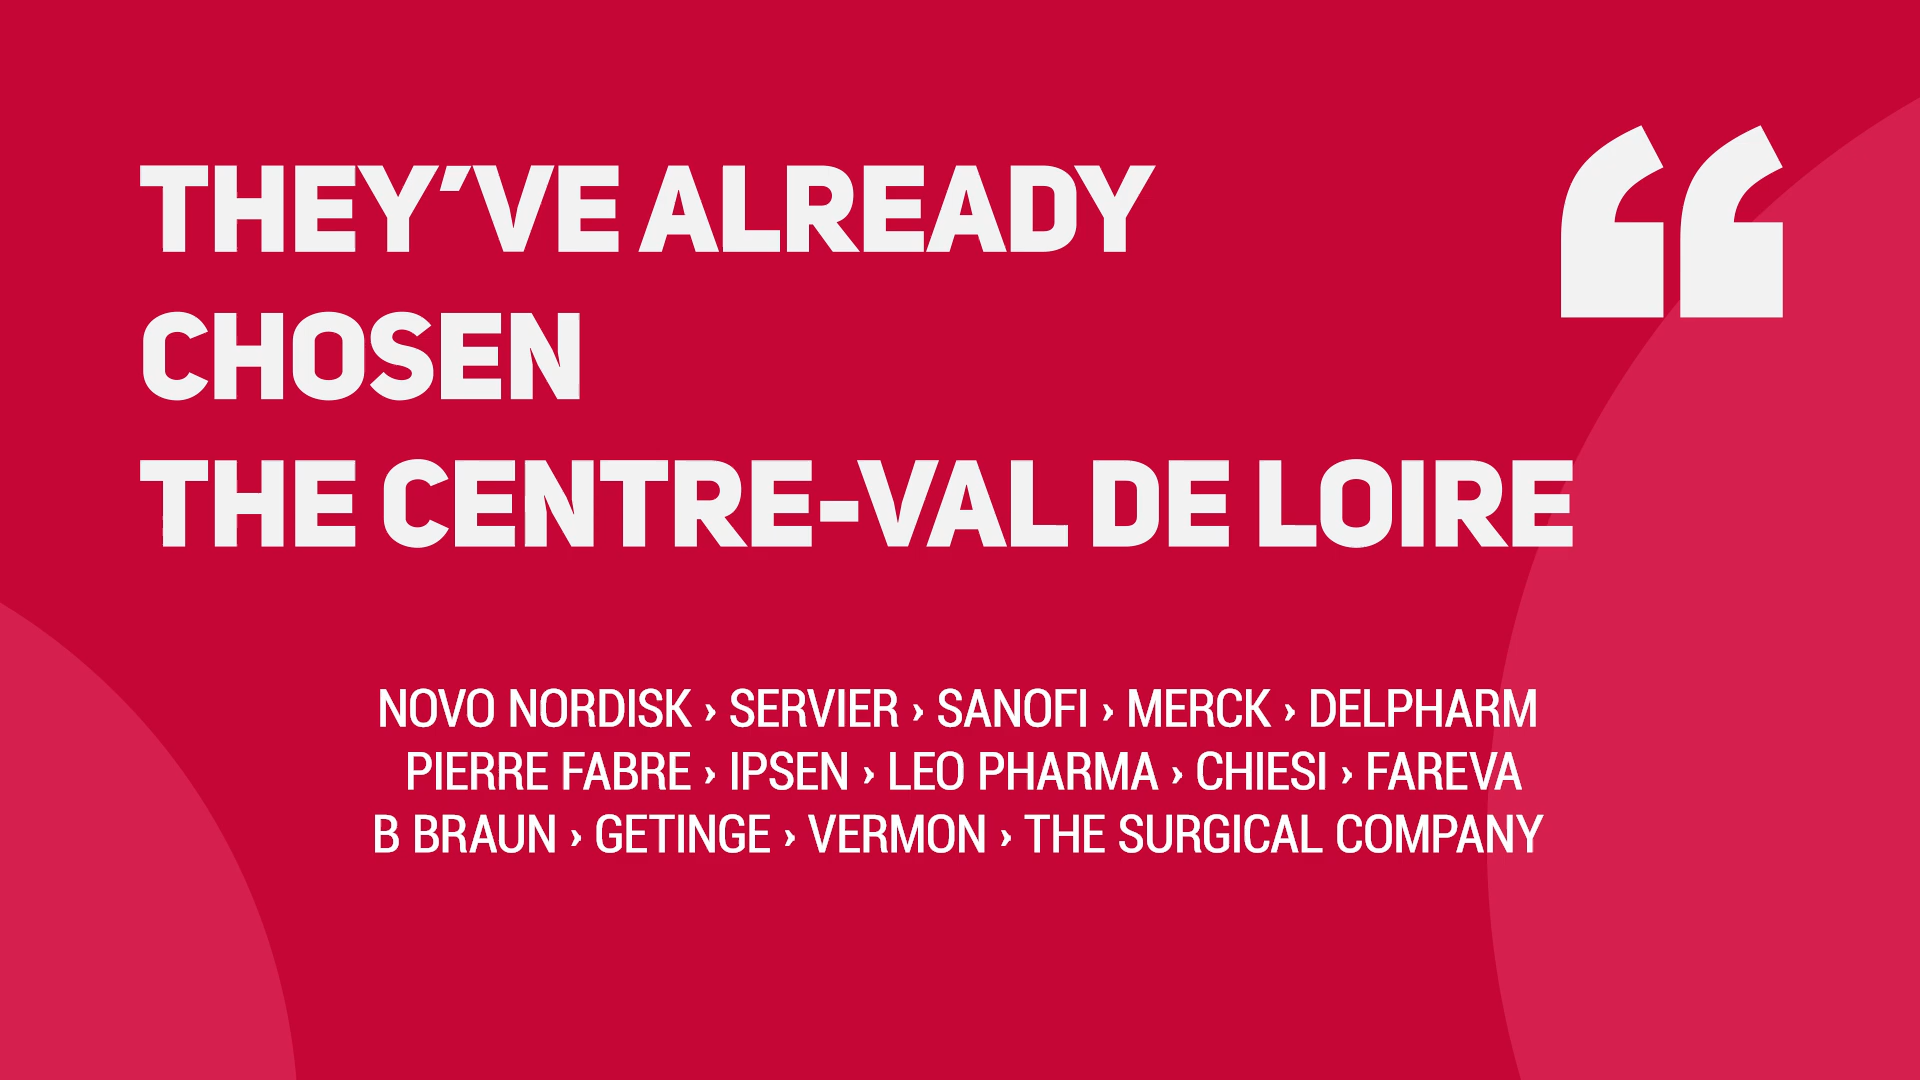 THEY’VE ALREADY
CHOSEN
THE CENTRE-VAL DE LOIRE
“
NOVO NORDISK › SERVIER › SANOFI › MERCK › DELPHARM
PIERRE FABRE › IPSEN › LEO PHARMA › CHIESI › FAREVA
B BRAUN › GETINGE › VERMON › THE SURGICAL COMPANY